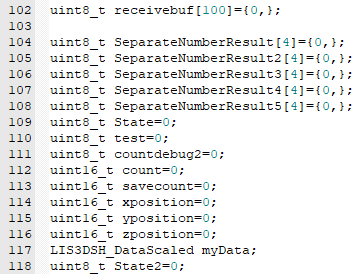 102 uint8_t receivebuf[100]={0,};
103
104 uint8_t SeparateNumberResult[4]={0,};
105 uint8_t SeparateNumberResult2[4]={0,};
106 uint8_t SeparateNumberResult3[4]={0,};
107 uint8_t SeparateNumberResult4[4]={0,};
108 uint8_t SeparateNumberResult5[4]={0,};
109 uint8_t State=0;
110 uint8_t test=0;
111 uint8_t countdebug2=0;
112 uint16_t count=0;
113 uint16_t savecount=0;
114 uint16_t xposition=0;
115 uint16_t yposition=0;
116 uint16_t zposition=0;
117 LIS3DSH_DataScaled myData;
118 uint8_t State2=0;